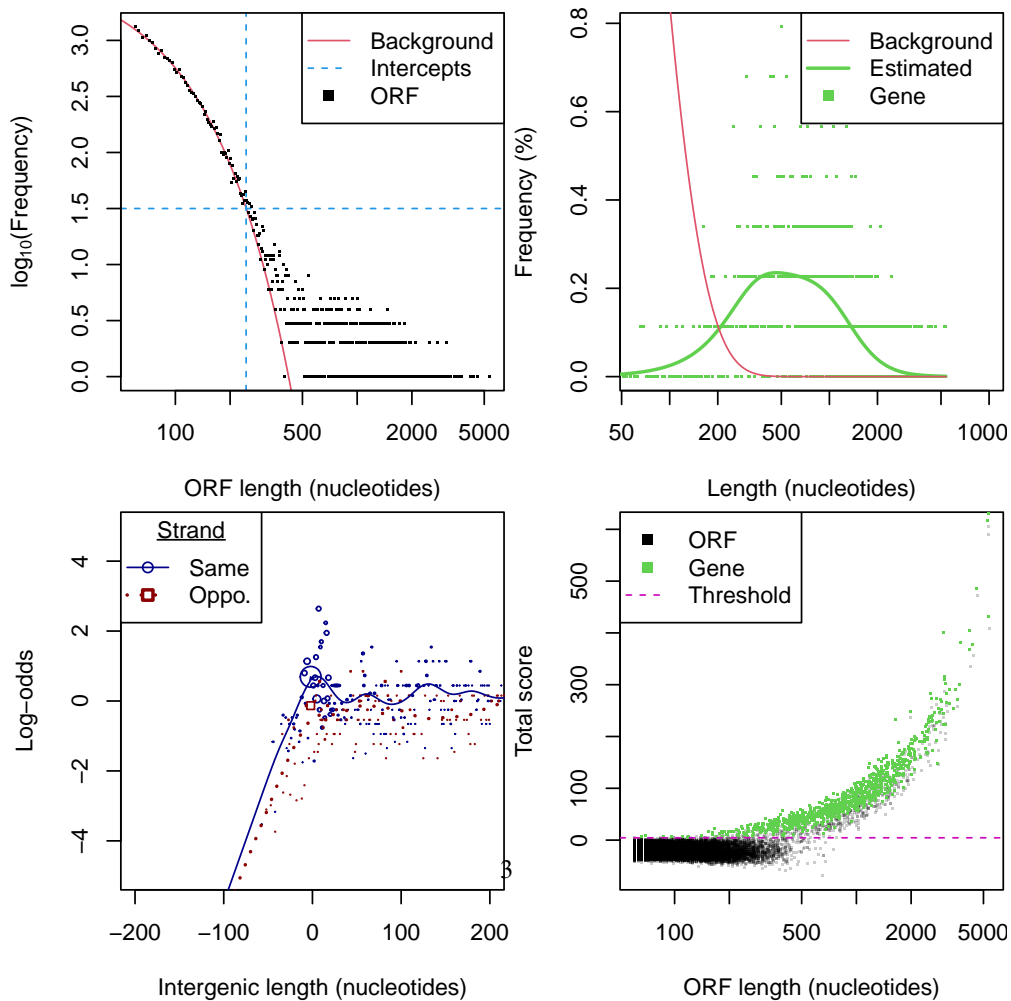 Background
Intercepts
ORF
log10(Frequency)
3.0
2.5
2.0
1.5
1.0
0.5
0.0
100 500 2000 5000
ORF length (nucleotides)
Background
Estimated
Gene
Frequency (%)
0.8
0.6
0.4
0.2
0.0
50 200 500 2000 1000
Length (nucleotides)
Strand
Same
Oppo.
Log−odds
4
2
0
−2
−4
−200 −100 0 100 200
Intergenic length (nucleotides)
3
ORF
Gene
Threshold
Total score
500
300
100
0
100 500 2000 5000
ORF length (nucleotides)